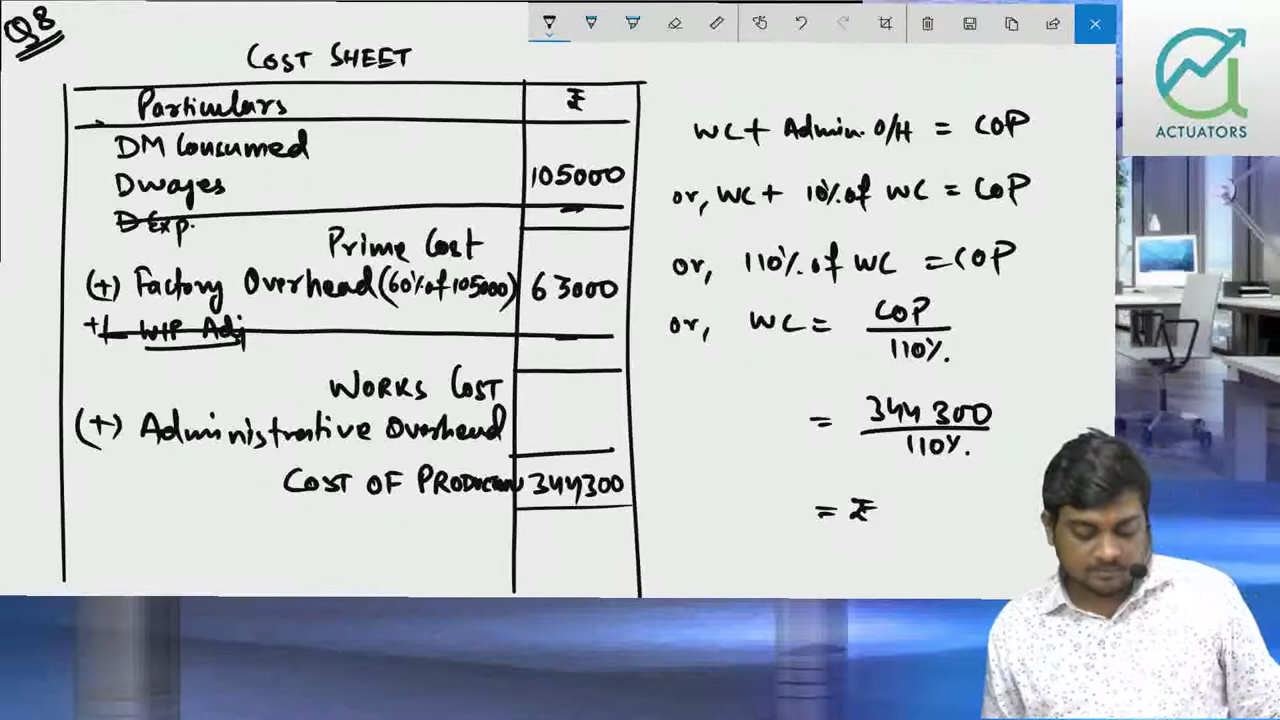 Q8
COST SHEET
Particulars ₹
DM Consumed
Dwages 105000
D Exp.
Prime Cost
(+) Factory Overhead (60% of 105000) 63000
+/- WIP Adj
WORKS COST
(+) Administrative Overhead
COST OF PRODUCTION 344300
WC + Admin. O/H = COP
or, WC + 10% of WC = COP
or, 110% of WC = COP
or, WC = COP
110%.
= 344300
110%.
= ₹
ACTUATORS